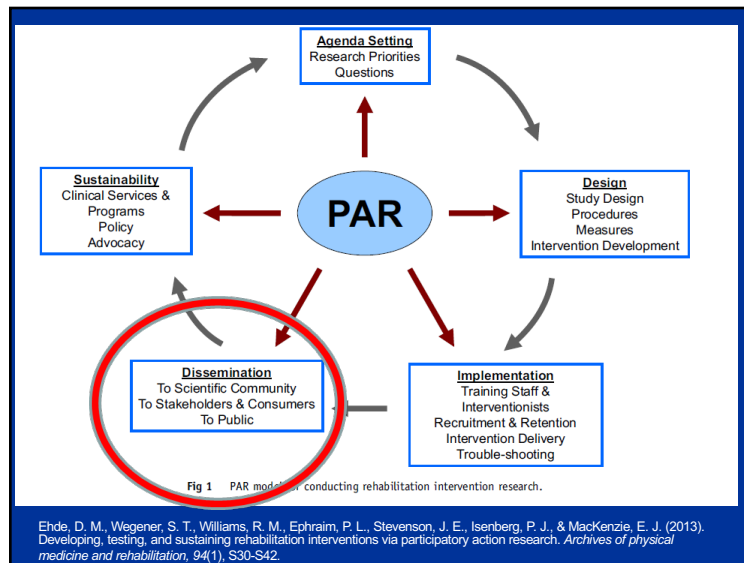 Agenda Setting
Research Priorities
Questions
Sustainability
Clinical Services &
Programs
Policy
Advocacy
PAR
Design
Study Design
Procedures
Measures
Intervention Development
Dissemination
To Scientific Community
To Stakeholders & Consumers
To Public
Implementation
Training Staff &
Interventionists
Recruitment & Retention
Intervention Delivery
Trouble-shooting
Fig 1 PAR model conducting rehabilitation intervention research.
Ehde, D. M., Wegener, S. T., Williams, R. M., Ephraim, P. L., Stevenson, J. E., Isenberg, P. J., & MacKenzie, E. J. (2013).
Developing, testing, and sustaining rehabilitation interventions via participatory action research. Archives of physical
medicine and rehabilitation, 94(1), S30-S42.